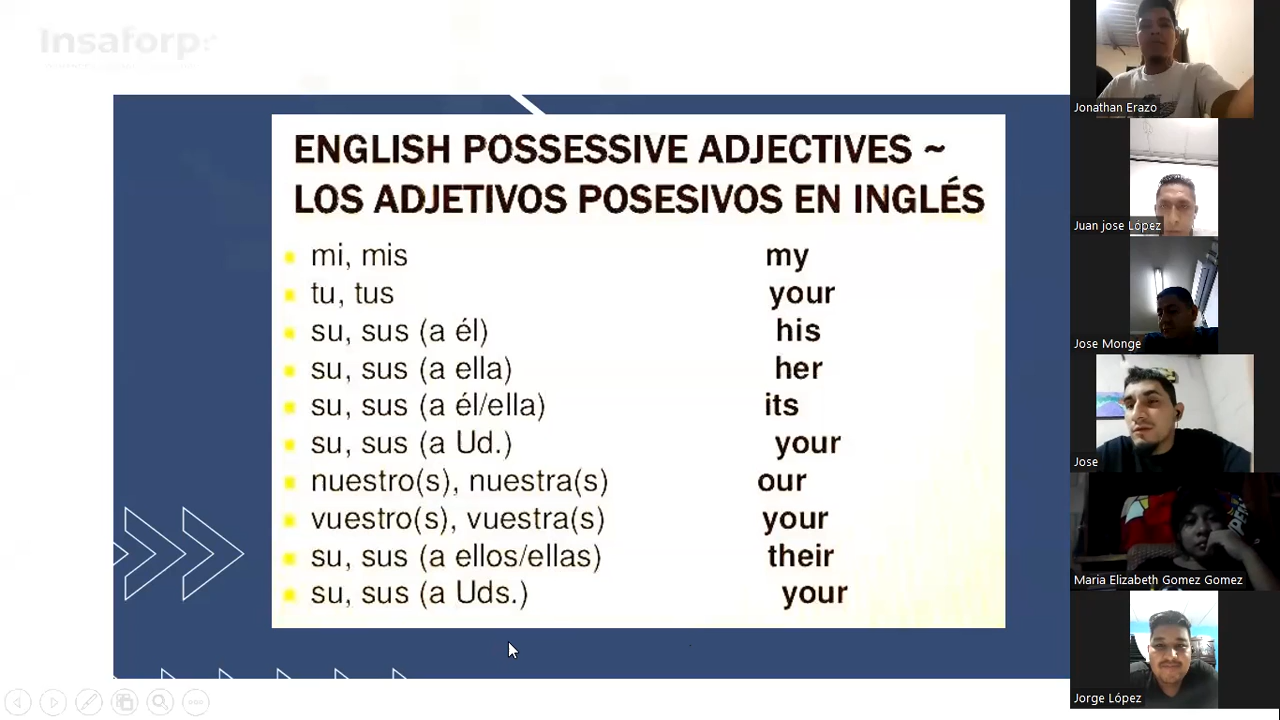 Insaforp
ENGLISH POSSESSIVE ADJECTIVES ~
LOS ADJETIVOS POSESIVOS EN INGLÉS
mi, mis my
tu, tus your
su, sus (a él) his
su, sus (a ella) her
su, sus (a él/ella) its
su, sus (a Ud.) your
nuestro(s), nuestra(s) our
vuestro(s), vuestra(s) your
su, sus (a ellos/ellas) their
su, sus (a Uds.) your
Jonathan Erazo
Juan jose López
Jose Monge
Jose
Maria Elizabeth Gomez Gomez
Jorge López